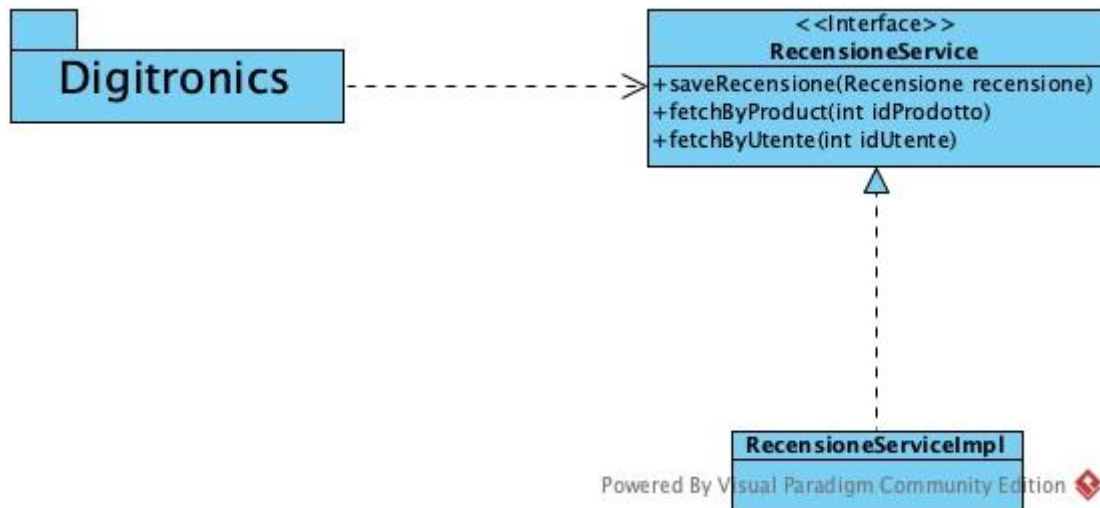 Digitronics
<<Interface>>
RecensioneService
+saveRecensione(Recensione recensione)
+fetchByProduct(int idProdotto)
+fetchByUtente(int idUtente)
RecensioneServiceImpl
Powered By Visual Paradigm Community Edition